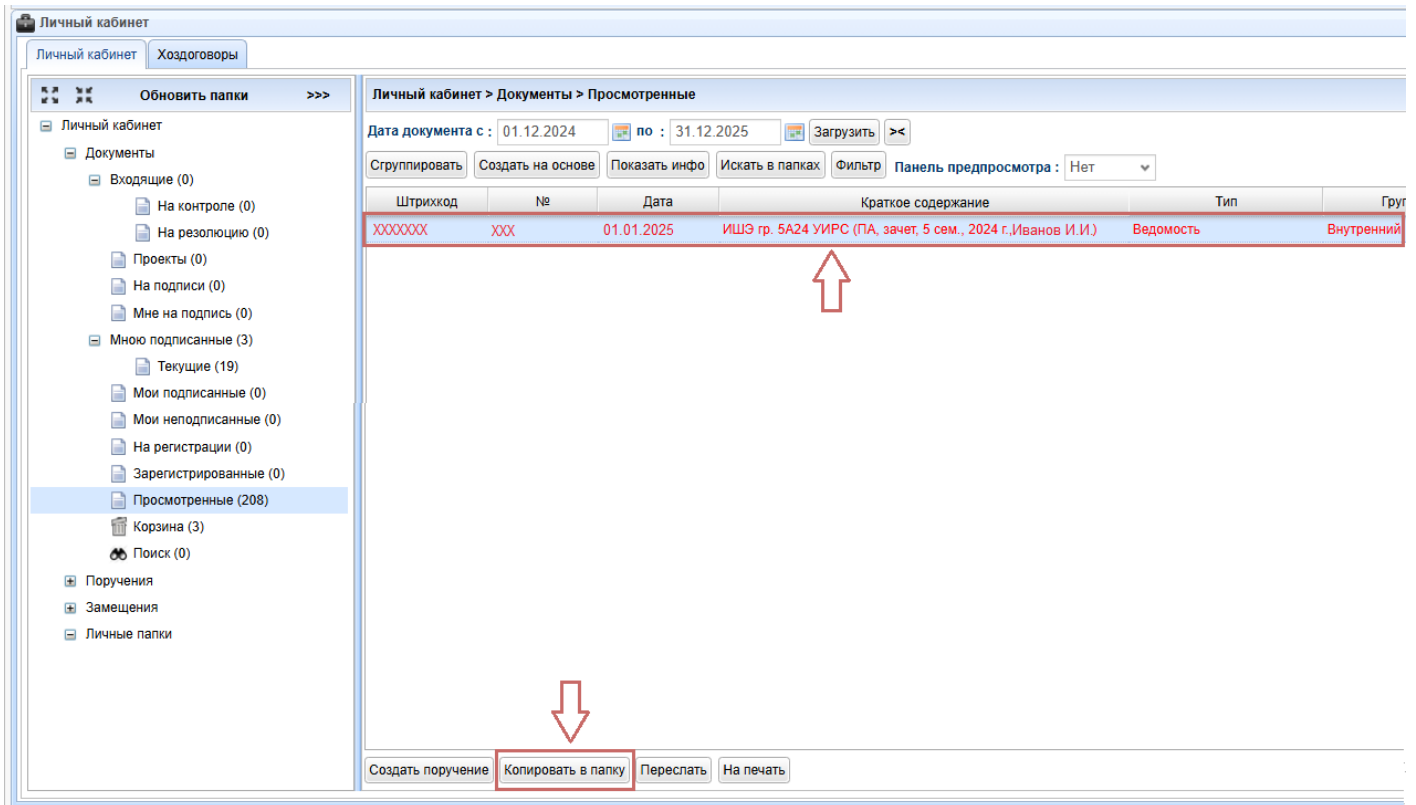 Личный кабинет
Личный кабинет Хоздоговоры
Обновить папки >>>
Личный кабинет
Документы
Входящие (0)
На контроле (0)
На резолюцию (0)
Проекты (0)
На подписи (0)
Мне на подпись (0)
Мною подписанные (3)
Текущие (19)
Мои подписанные (0)
Мои неподписанные (0)
На регистрации (0)
Зарегистрированные (0)
Просмотренные (208)
Корзина (3)
Поиск (0)
Поручения
Замещения
Личные папки
Личный кабинет > Документы > Просмотренные
Дата документа с : 01.12.2024 по : 31.12.2025 Загрузить ><
Сгруппировать Создать на основе Показать инфо Искать в папках Фильтр Панель предпросмотра : Нет
Штрихкод № Дата Краткое содержание Тип Груп
XXXXXXX XXX 01.01.2025 ИШЭ гр. 5А24 УИРС (ПА, зачет, 5 сем., 2024 г.,Иванов И.И.) Ведомость Внутренний
Создать поручение Копировать в папку Переслать На печать